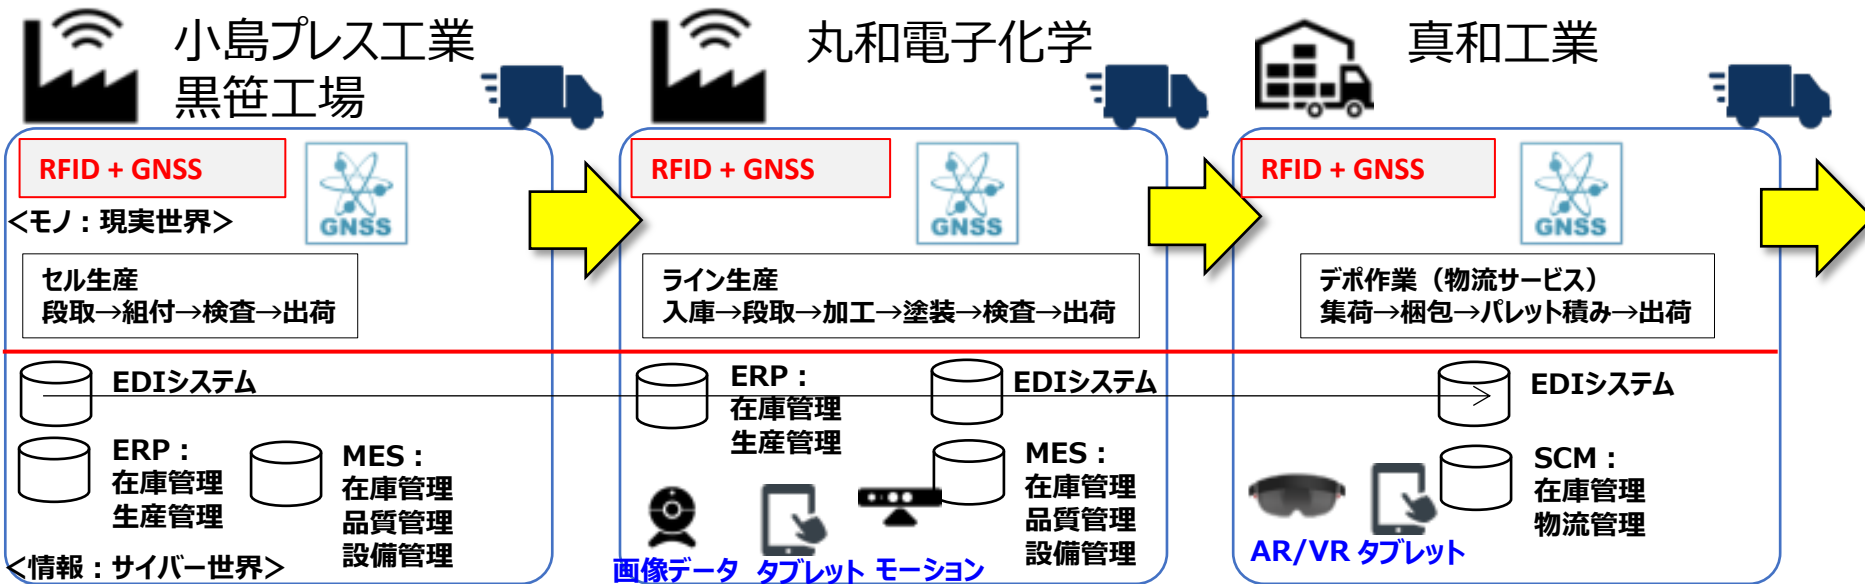 小島プレス工業
黒笹工場
RFID + GNSS
GNSS
<モノ：現実世界>
セル生産
段取→組付→検査→出荷
EDIシステム
ERP：
在庫管理
生産管理
MES：
在庫管理
品質管理
設備管理
<情報：サイバー世界>
丸和電子化学
RFID + GNSS
GNSS
ライン生産
入庫→段取→加工→塗装→検査→出荷
ERP：
在庫管理
生産管理
EDIシステム
MES：
在庫管理
品質管理
設備管理
画像データ
タブレット
モーション
真和工業
RFID + GNSS
GNSS
デポ作業（物流サービス）
集荷→梱包→パレット積み→出荷
EDIシステム
SCM：
在庫管理
物流管理
AR/VR
タブレット